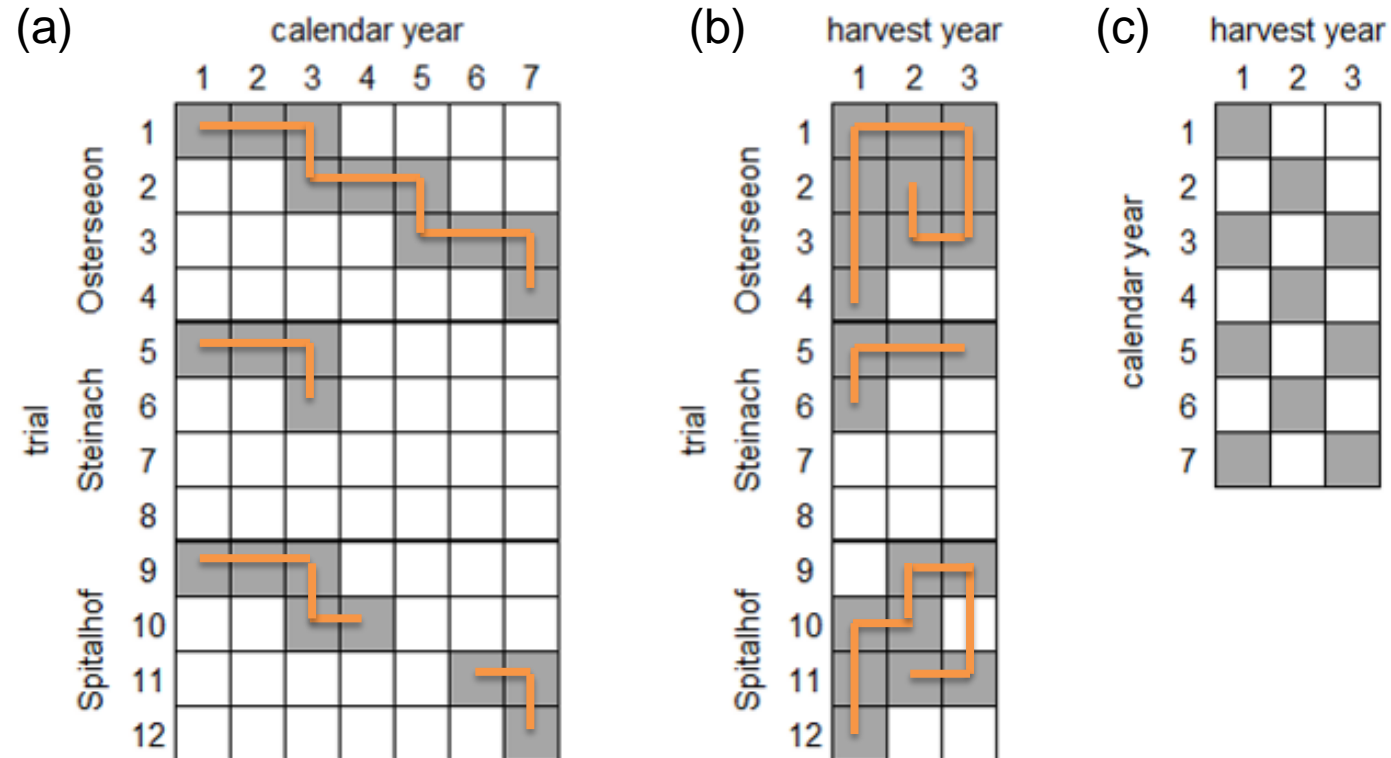 (a)
calendar year
1 2 3 4 5 6 7
trial
Osterseeon
1
2
3
4
Steinach
5
6
7
8
Spitalhof
9
10
11
12
(b)
harvest year
1 2 3
trial
Osterseeon
1
2
3
4
Steinach
5
6
7
8
Spitalhof
9
10
11
12
(c)
harvest year
1 2 3
calendar year
1
2
3
4
5
6
7